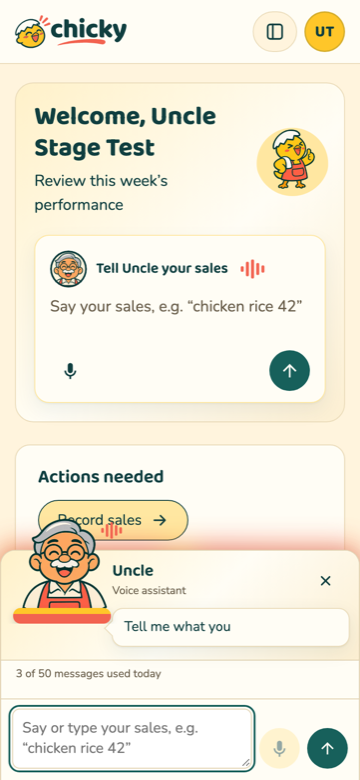 chicky
UT
Welcome, Uncle
Stage Test
Review this week's
performance
Tell Uncle your sales
Say your sales, e.g. “chicken rice 42”
Actions needed
Record sales
Uncle
Voice assistant
Tell me what you
3 of 50 messages used today
Say or type your sales, e.g.
“chicken rice 42”